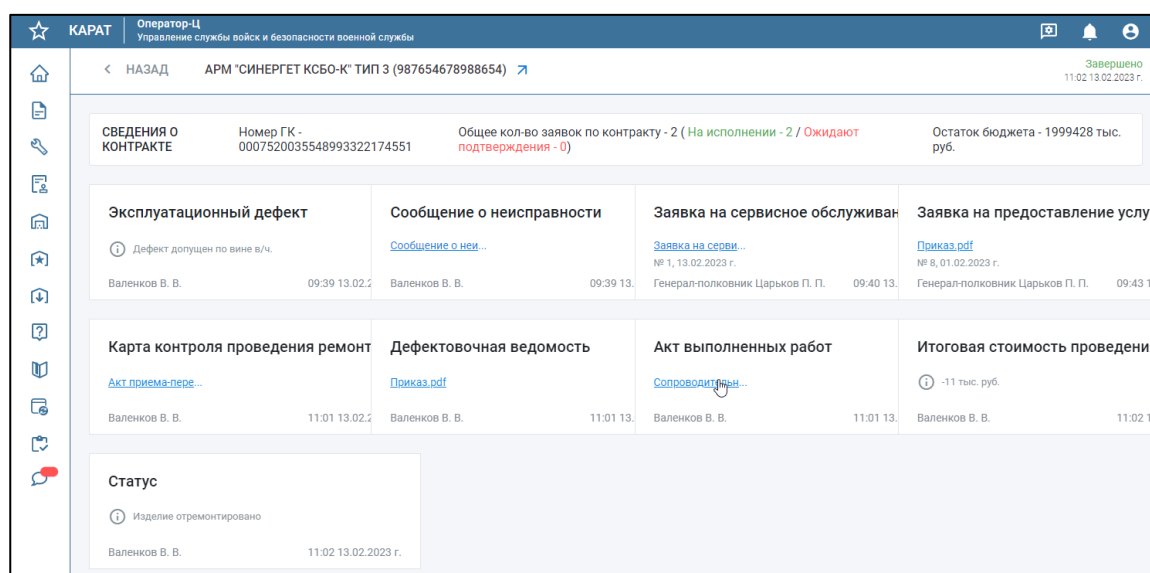 КАРАТ
Оператор-Ц
Управление службы войск и безопасности военной службы
НАЗАД
АРМ "СИНЕРГЕТ КСБО-К" ТИП 3 (987654678988654)
Завершено
11:02 13.02.2023 г.
СВЕДЕНИЯ О
КОНТРАКТЕ
Номер ГК -
0007520035548993322174551
Общее кол-во заявок по контракту - 2 ( На исполнении - 2 / Ожидают
подтверждения - 0)
Остаток бюджета - 1999428 тыс.
руб.
Эксплуатационный дефект
Дефект допущен по вине в/ч.
Валенков В. В. 09:39 13.02.2
Сообщение о неисправности
Сообщение о неи...
Валенков В. В. 09:39 13.
Заявка на сервисное обслуживан
Заявка на серви...
№ 1, 13.02.2023 г.
Генерал-полковник Царьков П. П. 09:40 13.
Заявка на предоставление услу
Приказ.pdf
№ 8, 01.02.2023 г.
Генерал-полковник Царьков П. П. 09:43 1
Карта контроля проведения ремонт
Акт приема-пере...
Валенков В. В. 11:01 13.02.2
Дефектовочная ведомость
Приказ.pdf
Валенков В. В. 11:01 13.
Акт выполненных работ
Сопроводительн...
Валенков В. В. 11:01 13.
Итоговая стоимость проведени
-11 тыс. руб.
Валенков В. В. 11:02 1
Статус
Изделие отремонтировано
Валенков В. В. 11:02 13.02.2023 г.